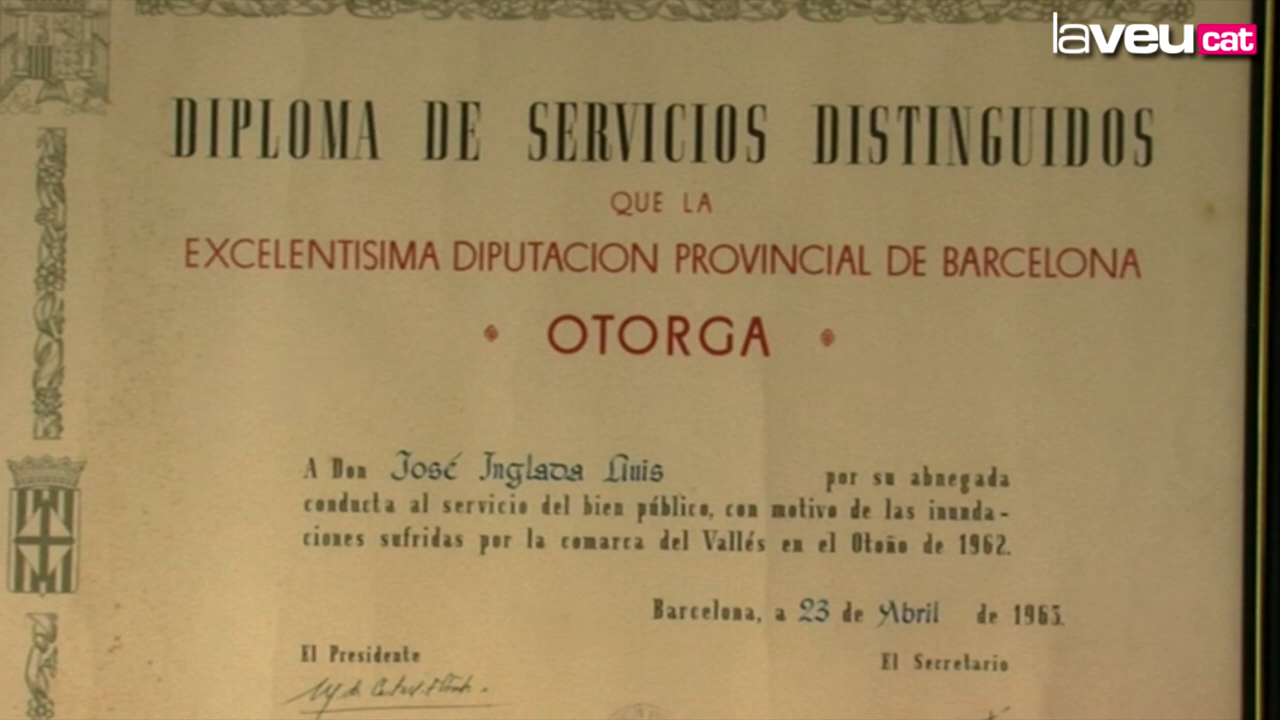 laveu cat
DIPLOMA DE SERVICIOS DISTINGUIDOS
QUE LA
EXCELENTISIMA DIPUTACION PROVINCIAL DE BARCELONA
OTORGA
A Don José Inglada Lluis por su abnegada
conducta al servicio del bien público, con motivo de las inunda-
ciones sufridas por la comarca del Vallés en el Otoño de 1962.
Barcelona, a 23 de Abril de 1963.
El Presidente
El Secretario